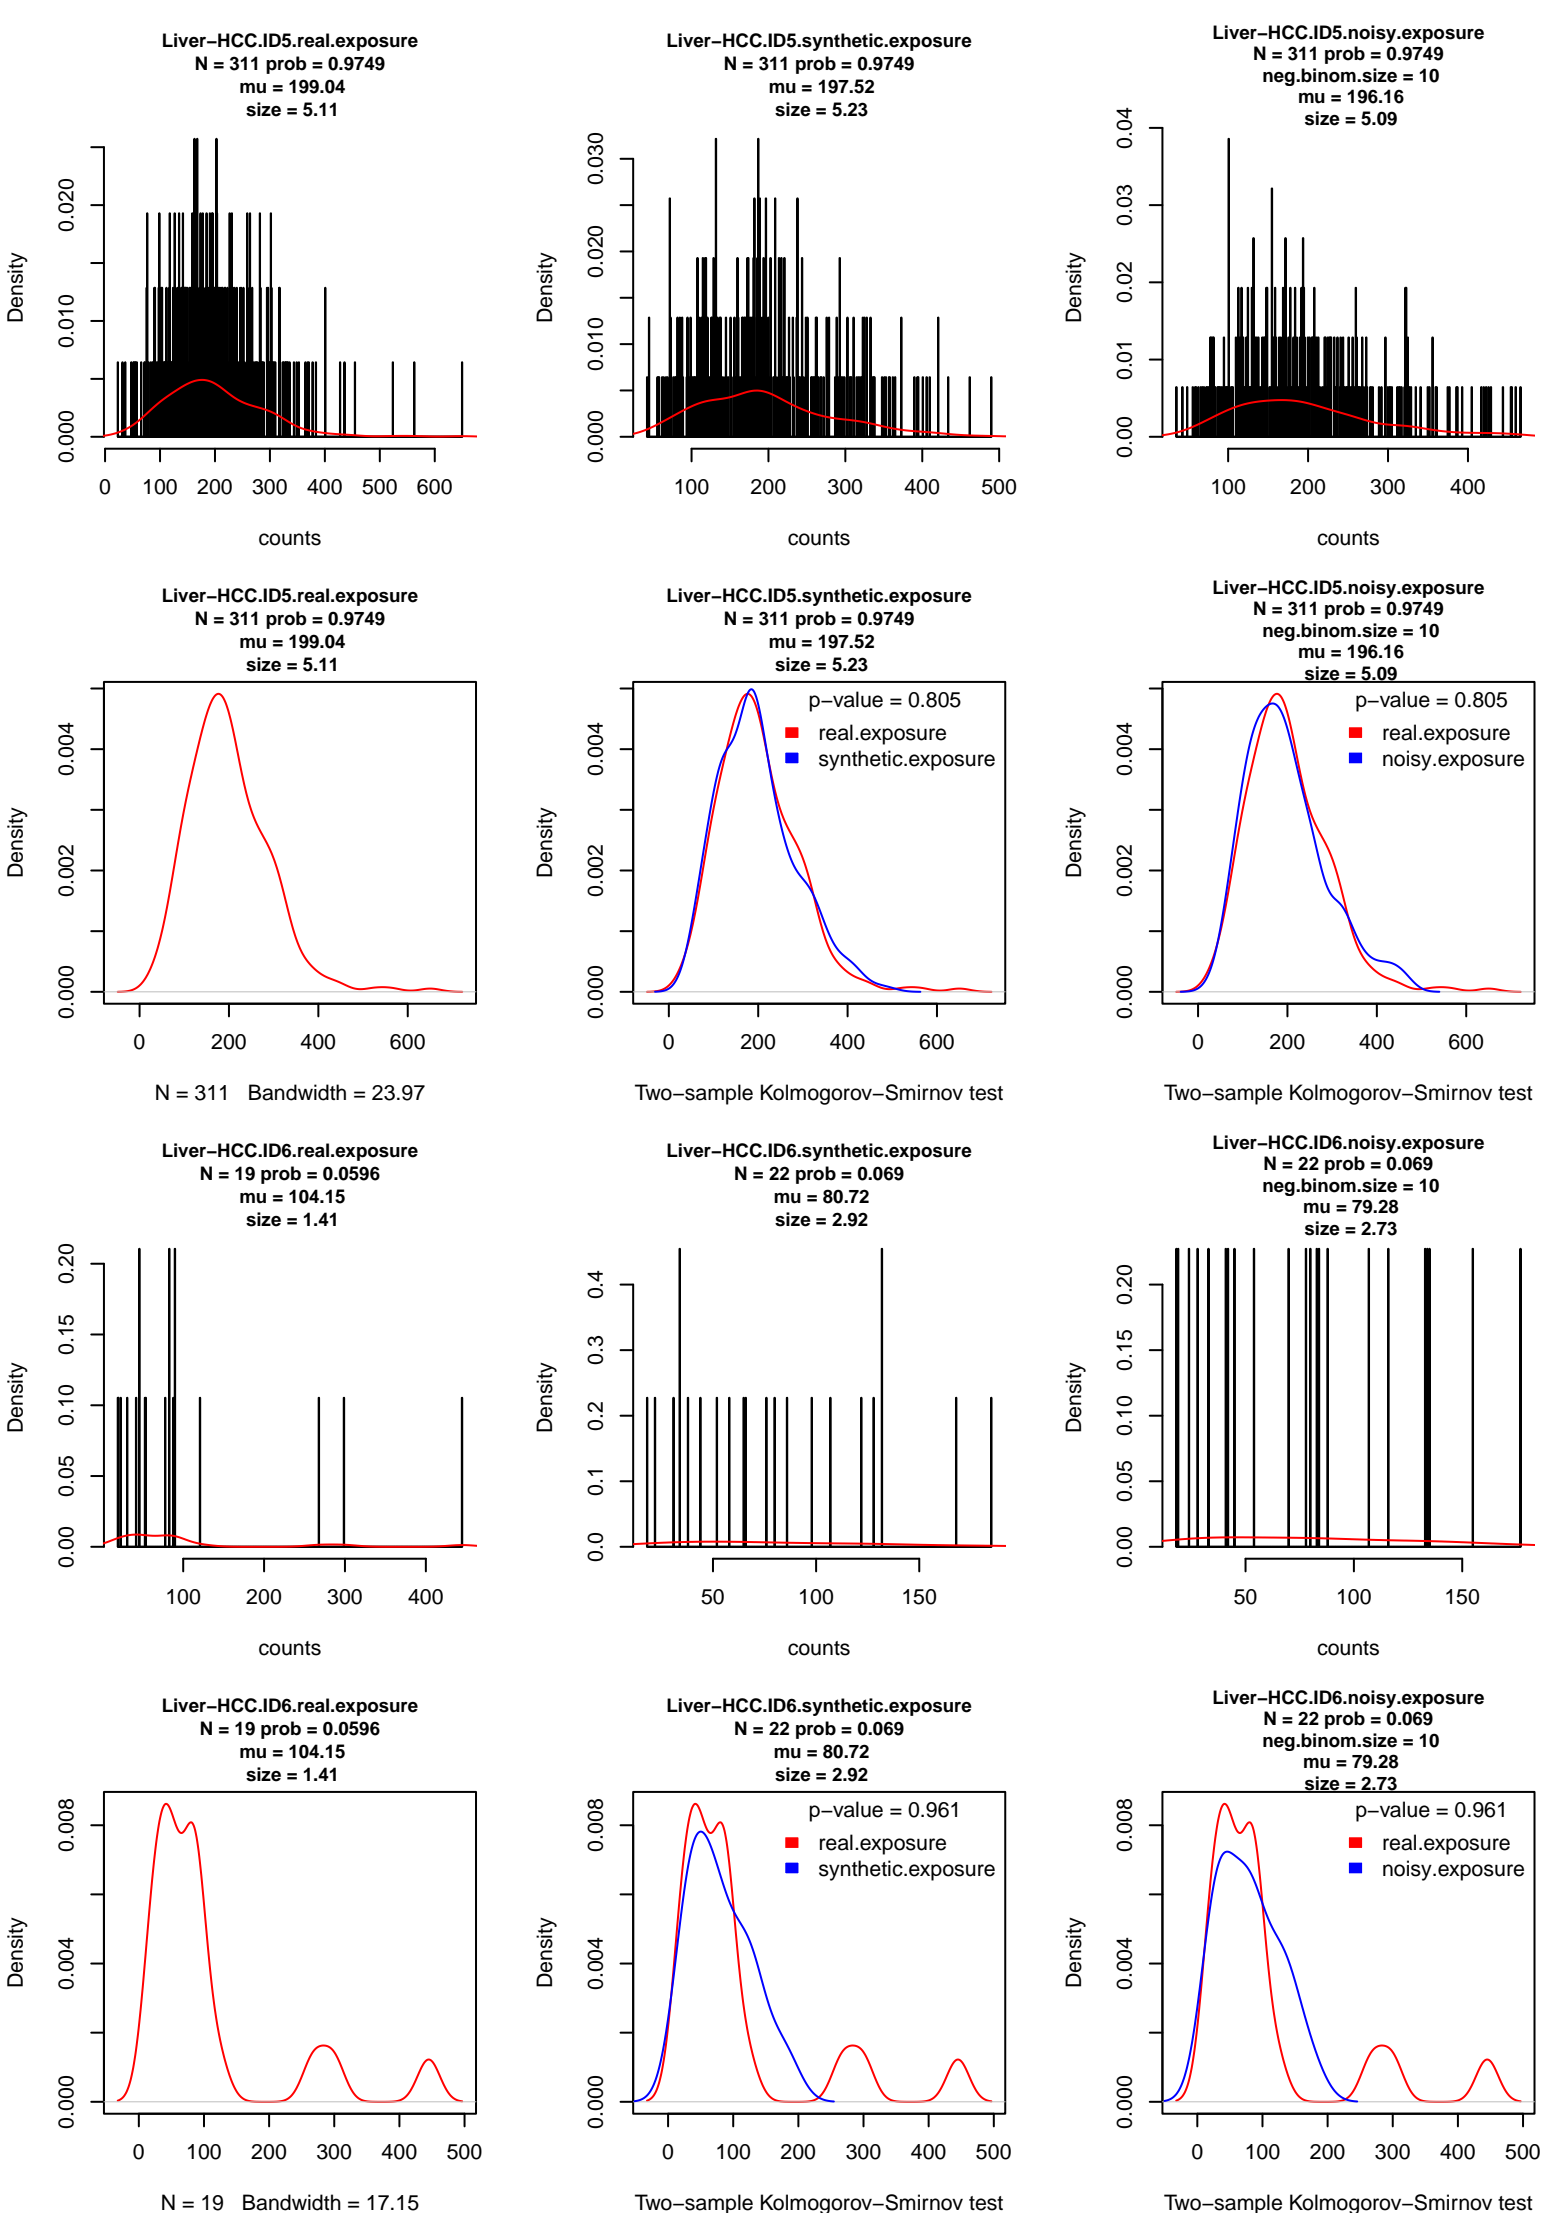 Liver−HCC.ID5.real.exposure
N = 311 prob = 0.9749
mu = 199.04
size = 5.11
Density
0.000
0.010
0.020
0 100 200 300 400 500 600
counts
Liver−HCC.ID5.synthetic.exposure
N = 311 prob = 0.9749
mu = 197.52
size = 5.23
Density
0.000
0.010
0.020
0.030
100 200 300 400 500
counts
Liver−HCC.ID5.noisy.exposure
N = 311 prob = 0.9749
neg.binom.size = 10
mu = 196.16
size = 5.09
Density
0.00
0.01
0.02
0.03
0.04
100 200 300 400
counts
Liver−HCC.ID5.real.exposure
N = 311 prob = 0.9749
mu = 199.04
size = 5.11
Density
0.000
0.002
0.004
0 200 400 600
N = 311 Bandwidth = 23.97
Liver−HCC.ID5.synthetic.exposure
N = 311 prob = 0.9749
mu = 197.52
size = 5.23
p−value = 0.805
real.exposure
synthetic.exposure
Density
0.000
0.002
0.004
0 200 400 600
Two−sample Kolmogorov−Smirnov test
Liver−HCC.ID5.noisy.exposure
N = 311 prob = 0.9749
neg.binom.size = 10
mu = 196.16
size = 5.09
p−value = 0.805
real.exposure
noisy.exposure
Density
0.000
0.002
0.004
0 200 400 600
Two−sample Kolmogorov−Smirnov test
Liver−HCC.ID6.real.exposure
N = 19 prob = 0.0596
mu = 104.15
size = 1.41
Density
0.00
0.05
0.10
0.15
0.20
100 200 300 400
counts
Liver−HCC.ID6.synthetic.exposure
N = 22 prob = 0.069
mu = 80.72
size = 2.92
Density
0.0
0.1
0.2
0.3
0.4
50 100 150
counts
Liver−HCC.ID6.noisy.exposure
N = 22 prob = 0.069
neg.binom.size = 10
mu = 79.28
size = 2.73
Density
0.00
0.05
0.10
0.15
0.20
50 100 150
counts
Liver−HCC.ID6.real.exposure
N = 19 prob = 0.0596
mu = 104.15
size = 1.41
Density
0.000
0.004
0.008
0 100 200 300 400 500
N = 19 Bandwidth = 17.15
Liver−HCC.ID6.synthetic.exposure
N = 22 prob = 0.069
mu = 80.72
size = 2.92
p−value = 0.961
real.exposure
synthetic.exposure
Density
0.000
0.004
0.008
0 100 200 300 400 500
Two−sample Kolmogorov−Smirnov test
Liver−HCC.ID6.noisy.exposure
N = 22 prob = 0.069
neg.binom.size = 10
mu = 79.28
size = 2.73
p−value = 0.961
real.exposure
noisy.exposure
Density
0.000
0.004
0.008
0 100 200 300 400 500
Two−sample Kolmogorov−Smirnov test